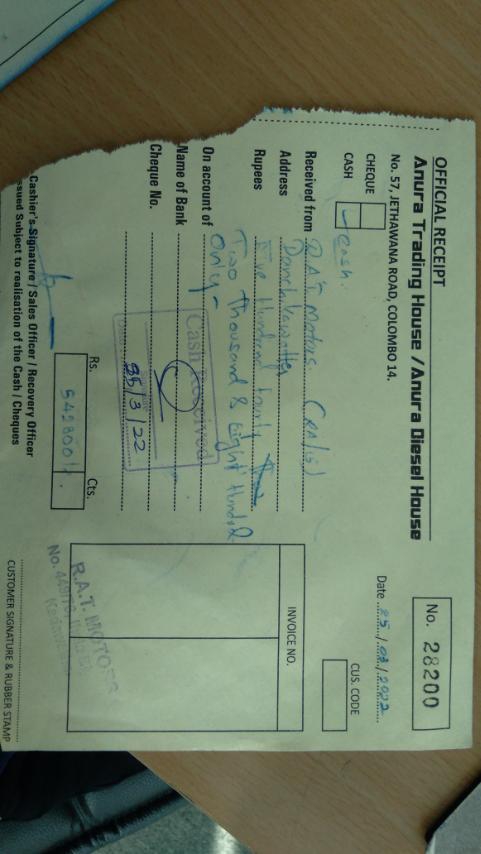 OFFICIAL RECEIPT
Anura Trading House / Anura Diesel House
No. 57, JETHAWANA ROAD, COLOMBO 14.
No. 28200
CHEQUE
CASH
cash.
Date 25/03/2022
CUS. CODE
Received from R.A.T Motors
Address
Rupees Five Hundred
Two Thousand & Eight Hundred
Only-
INVOICE NO.
On account of
Name of Bank
Cheque No.
Cash Received
25/3/22
Rs.
Cts.
R.A.T. MOTORS
Cashier's Signature / Sales Officer / Recovery Officer
ssued Subject to realisation of the Cash / Cheques
CUSTOMER SIGNATURE & RUBBER STAMP